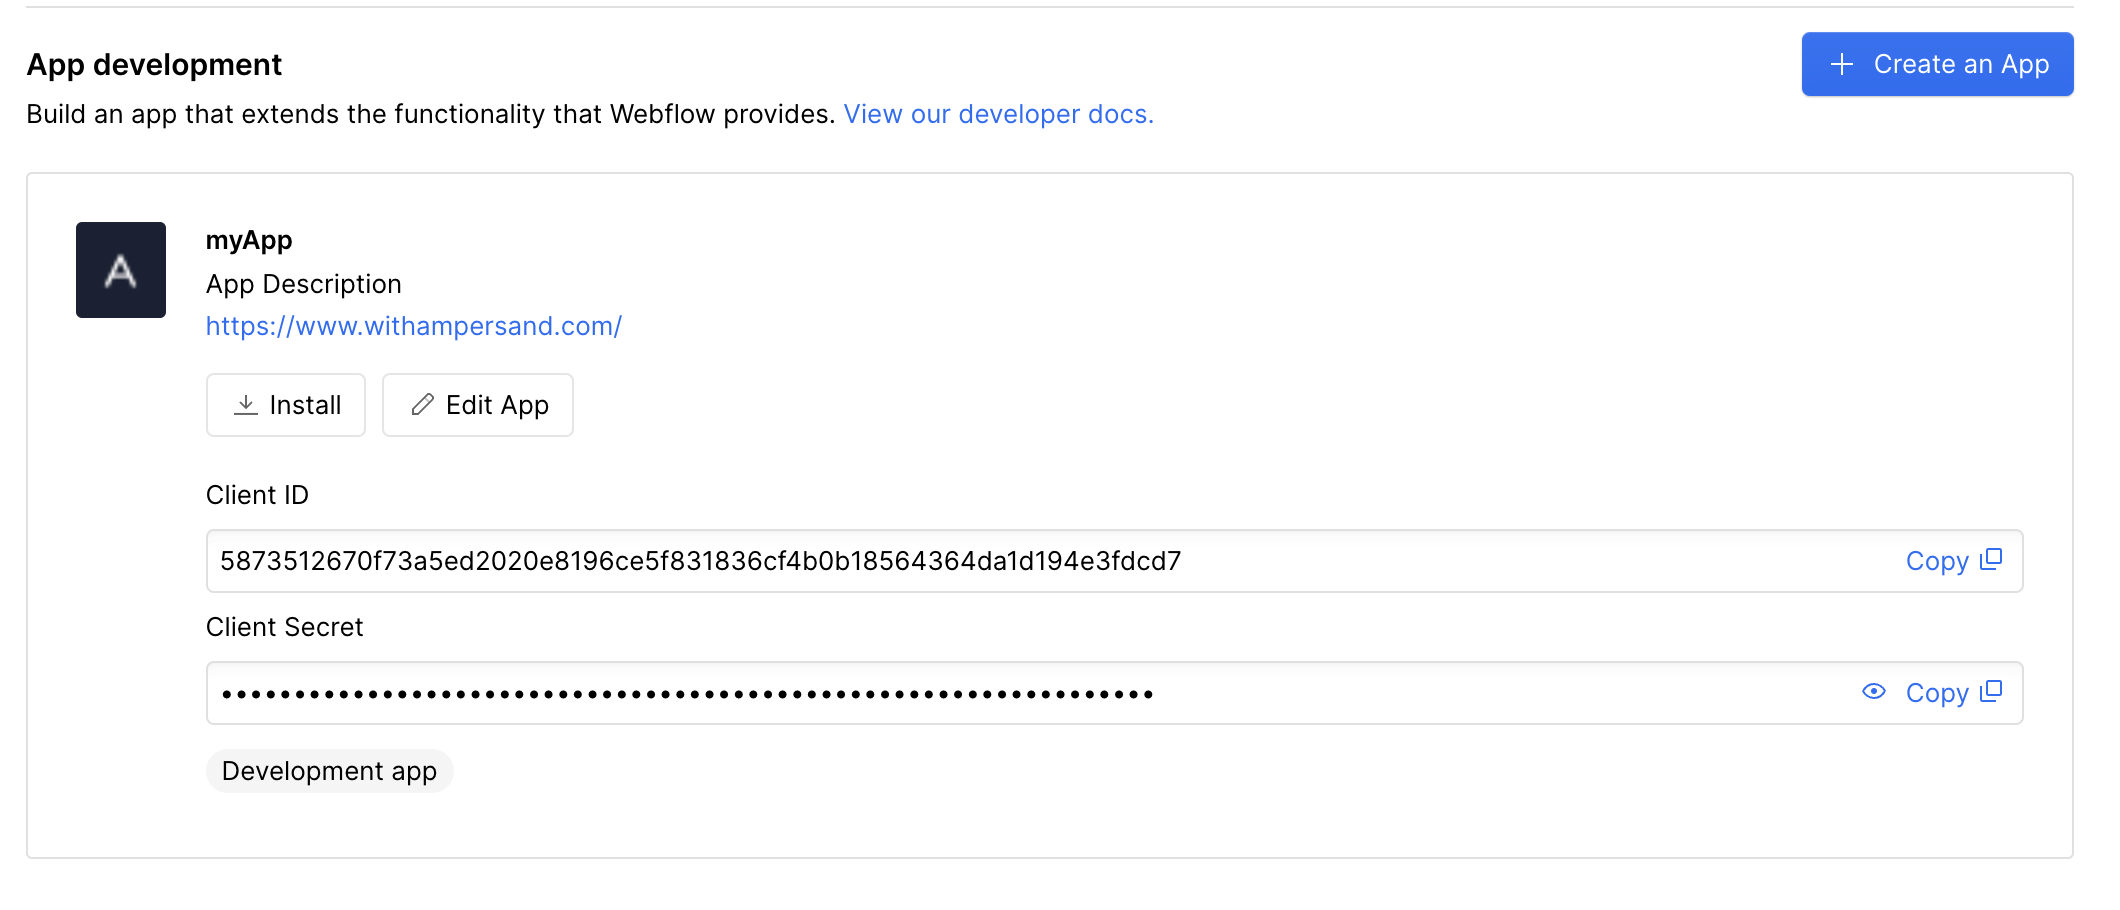 App development
Create an App
Build an app that extends the functionality that Webflow provides. View our developer docs.
A
myApp
App Description
https://www.withampersand.com/
Install
Edit App
Client ID
5873512670f73a5ed2020e8196ce5f831836cf4b0b18564364da1d194e3fdcd7
Copy
Client Secret
••••••••••••••••••••••••••••••••••••••••••••••••••••••••••••••••
Copy
Development app